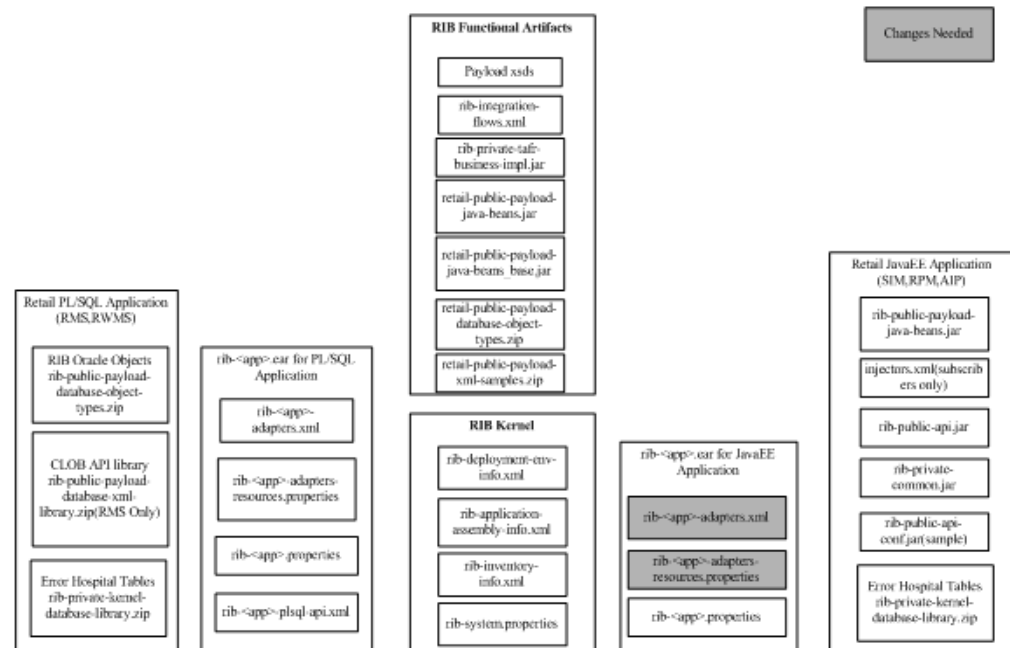 RIB Functional Artifacts
Payload xsds
rib-integration-
flows.xml
rib-private-tafr-
business-impl.jar
retail-public-payload-
java-beans.jar
retail-public-payload-
java-beans_base.jar
retail-public-payload-
database-object-
types.zip
retail-public-payload-
xml-samples.zip
Changes Needed
Retail PL/SQL Application
(RMS,RWMS)
RIB Oracle Objects
rib-public-payload-
database-object-
types.zip
CLOB API library
rib-public-payload-
database-xml-
library.zip(RMS Only)
Error Hospital Tables
rib-private-kernel-
database-library.zip
rib-<app>.ear for PL/SQL
Application
rib-<app>-
adapters.xml
rib-<app>-adapters-
resources.properties
rib-<app>.properties
rib-<app>-plsql-api.xml
RIB Kernel
rib-deployment-env-
info.xml
rib-application-
assembly-info.xml
rib-inventory-
info.xml
rib-system.properties
rib-<app>.ear for JavaEE
Application
rib-<app>-adapters.xml
rib-<app>-adapters-
resources.properties
rib-<app>.properties
Retail JavaEE Application
(SIM,RPM,AIP)
rib-public-payload-
java-beans.jar
injectors.xml(subscrib
ers only)
rib-public-api.jar
rib-private-
common.jar
rib-public-api-
conf.jar(sample)
Error Hospital Tables
rib-private-kernel-
database-library.zip